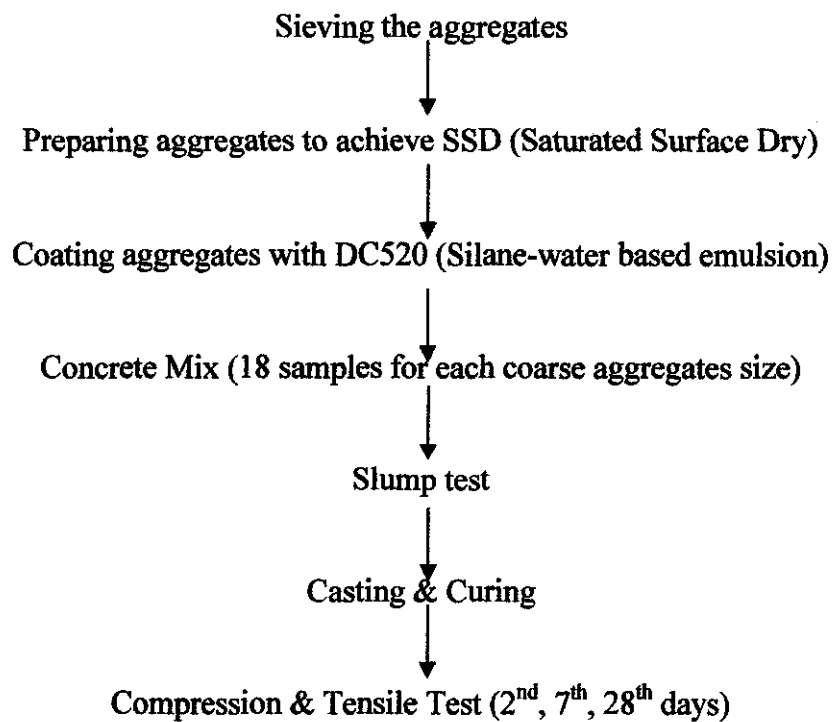 Sieving the aggregates
Preparing aggregates to achieve SSD (Saturated Surface Dry)
Coating aggregates with DC520 (Silane-water based emulsion)
Concrete Mix (18 samples for each coarse aggregates size)
Slump test
Casting & Curing
Compression & Tensile Test (2nd, 7th, 28th days)